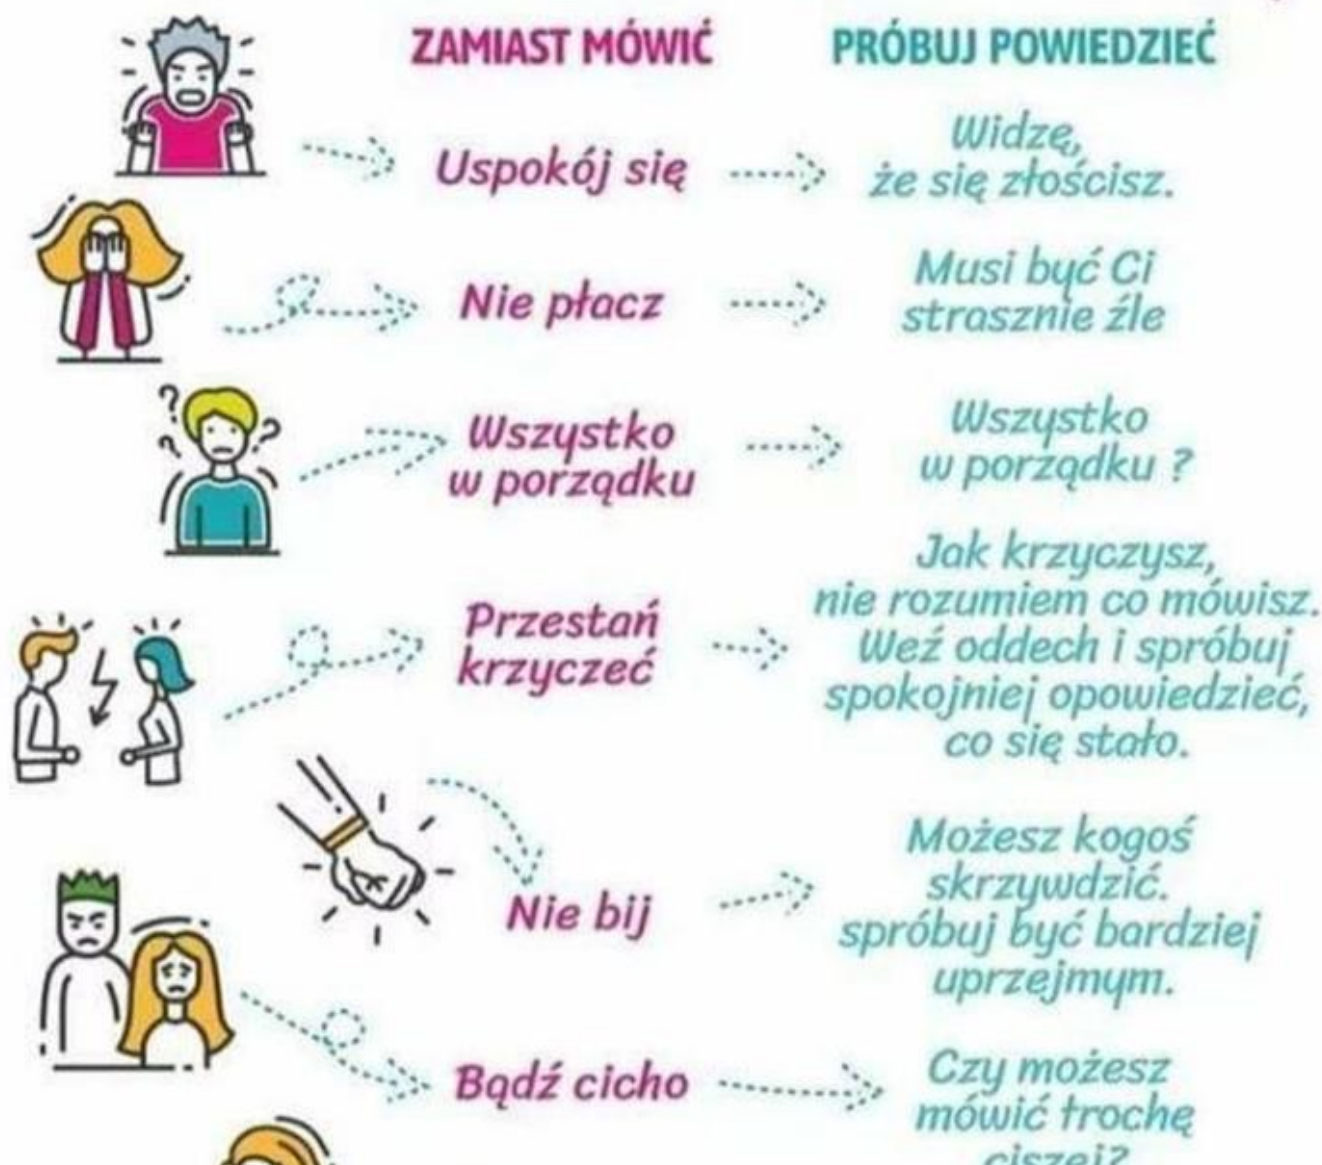 ZAMIAST MÓWIĆ
PRÓBUJ POWIEDZIEĆ
Uspokój się
Widzę,
że się złościsz.
Nie płacz
Musi być Ci
strasznie źle
Wszystko
w porządku
Wszystko
w porządku ?
Przestań
krzyczeć
Jak krzyczysz,
nie rozumiem co mówisz.
Weź oddech i spróbuj
spokojniej opowiedzieć,
co się stało.
Nie bij
Możesz kogoś
skrzywdzić.
spróbuj być bardziej
uprzejmym.
Bądź cicho
Czy możesz
mówić trochę
ciszej?